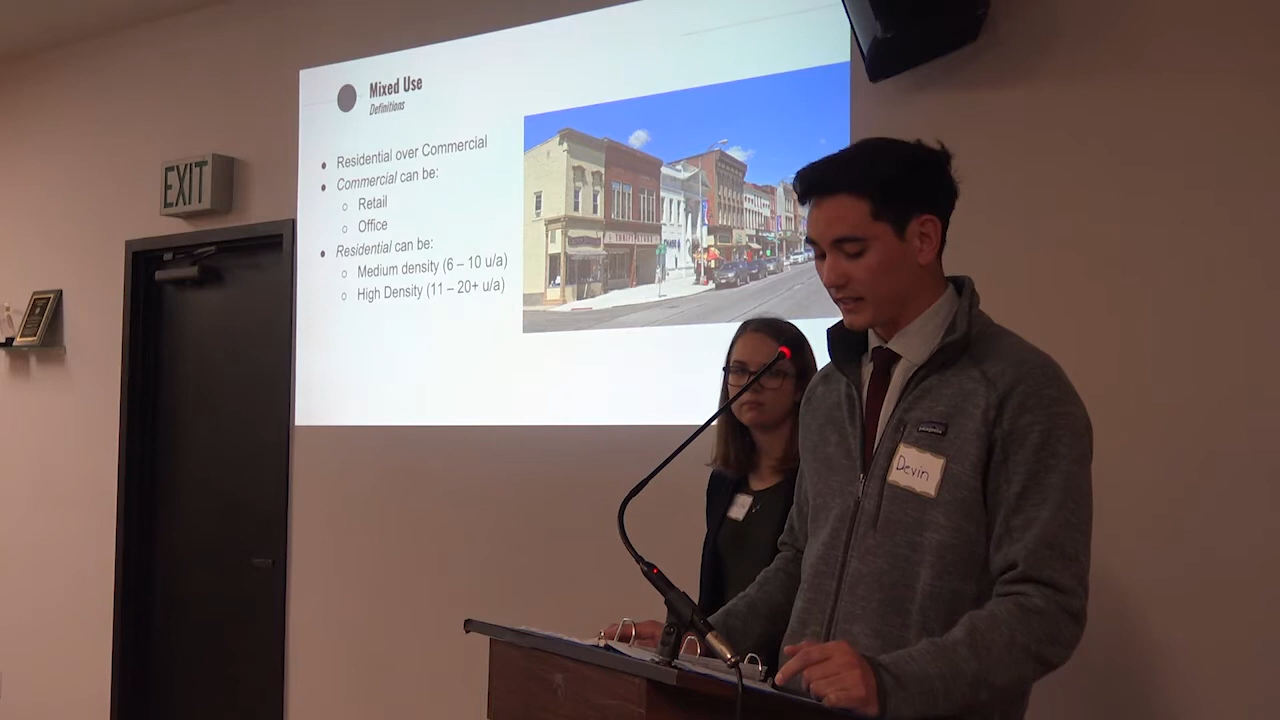 Mixed Use
Definitions
Residential over Commercial
Commercial can be:
Retail
Office
Residential can be:
Medium density (6 – 10 u/a)
High Density (11 – 20+ u/a)
EXIT
patagonia
Devin